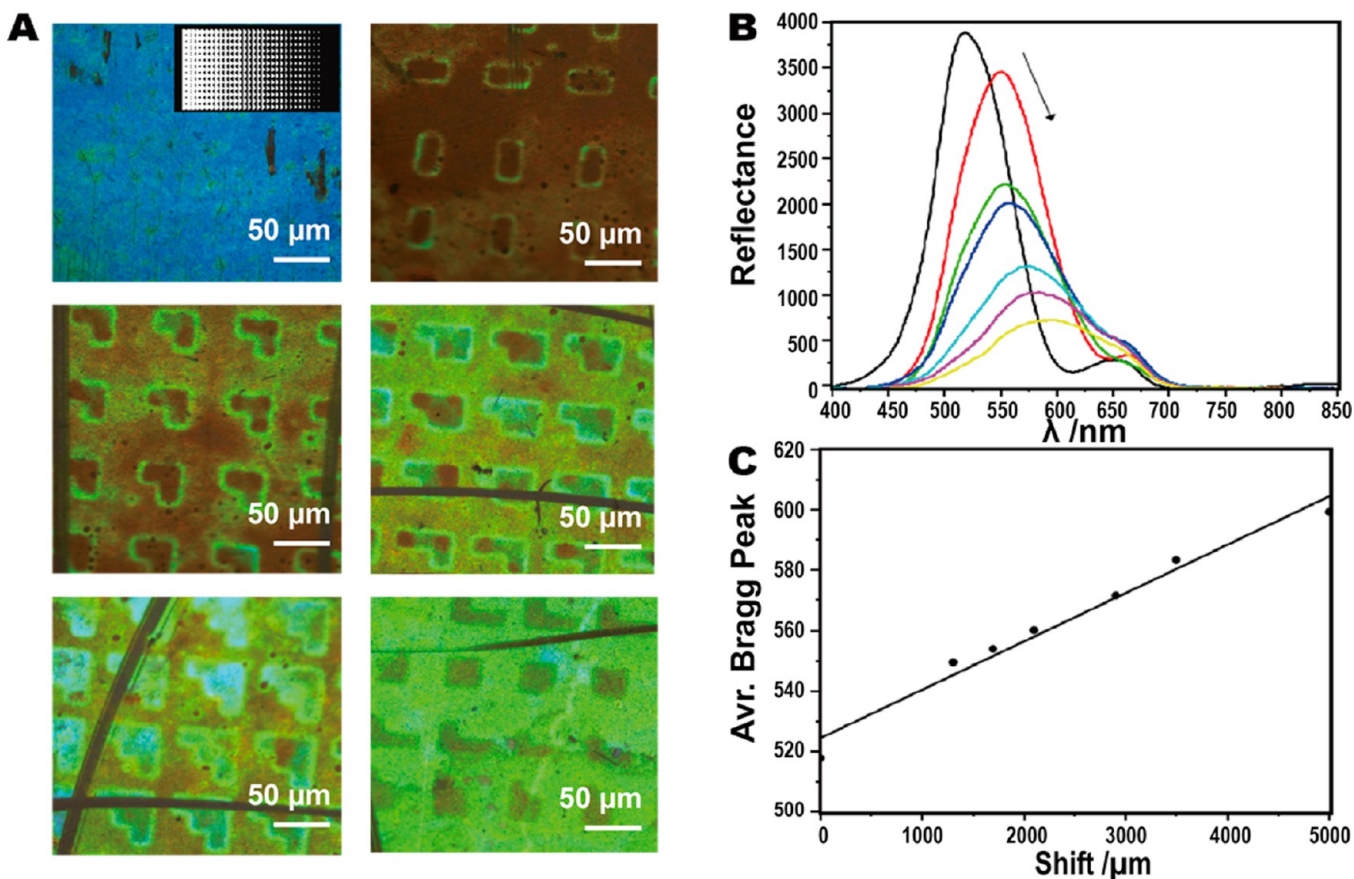 A
50 µm
50 µm
50 µm
50 µm
50 µm
50 µm
B
Reflectance
4000
3500
3000
2500
2000
1500
1000
500
0
400 450 500 550 600 650 700 750 800 850
λ /nm
C
Avr. Bragg Peak
620
600
580
560
540
520
500
0 1000 2000 3000 4000 5000
Shift /µm